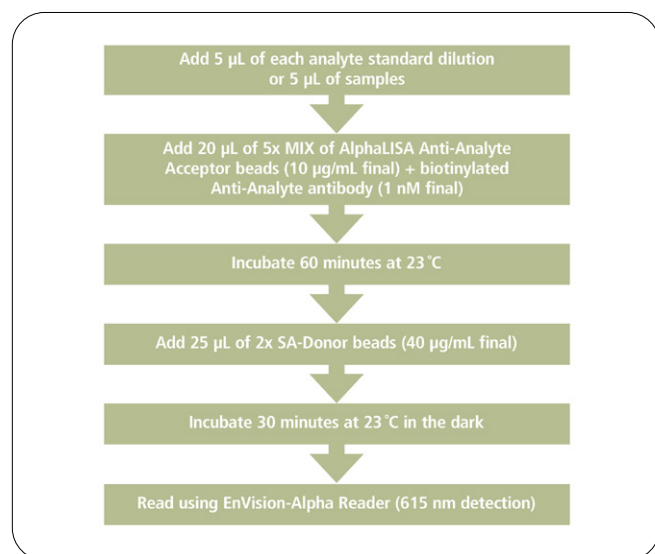 Add 5 µL of each analyte standard dilution
or 5 µL of samples
Add 20 µL of 5x MIX of AlphaLISA Anti-Analyte
Acceptor beads (10 µg/mL final) + biotinylated
Anti-Analyte antibody (1 nM final)
Incubate 60 minutes at 23˚C
Add 25 µL of 2x SA-Donor beads (40 µg/mL final)
Incubate 30 minutes at 23˚C in the dark
Read using EnVision-Alpha Reader (615 nm detection)